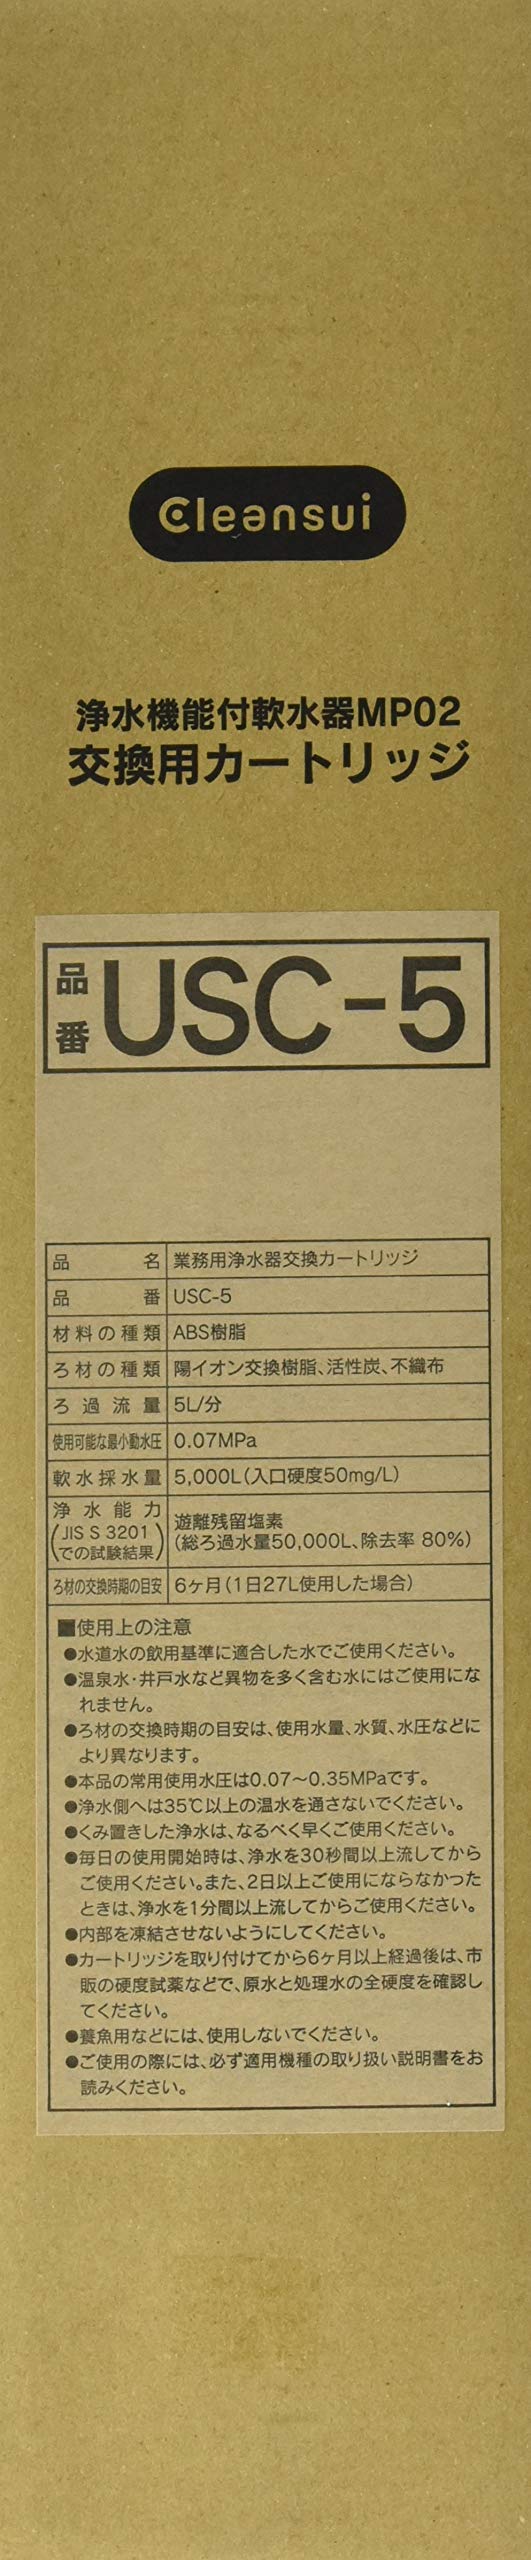 Cleansui
浄水機能付軟水器MP02
交換用カートリッジ
品番 USC-5
品名 業務用浄水器交換カートリッジ
品番 USC-5
材料の種類 ABS樹脂
ろ材の種類 陽イオン交換樹脂、活性炭、不織布
ろ過流量 5L/分
使用可能な最小動水圧 0.07MPa
軟水採水量 5,000L(入口硬度50mg/L)
浄水能力 遊離残留塩素
(JIS S 3201での試験結果) (総ろ過水量50,000L、除去率 80%)
ろ材の交換時期の目安 6ヶ月(1日27L使用した場合)
■使用上の注意
●水道水の飲用基準に適合した水でご使用ください。
●温泉水・井戸水など異物を多く含む水にはご使用にな
れません。
●ろ材の交換時期の目安は、使用水量、水質、水圧などに
より異なります。
●本品の常用使用水圧は0.07〜0.35MPaです。
●浄水側へは35℃以上の温水を通さないでください。
●くみ置きした浄水は、なるべく早くご使用ください。
●毎日の使用開始時は、浄水を30秒間以上流してから
ご使用ください。また、2日以上ご使用にならなかった
ときは、浄水を1分間以上流してからご使用ください。
●内部を凍結させないようにしてください。
●カートリッジを取り付けてから6ヶ月以上経過後は、市
販の硬度試薬などで、原水と処理水の全硬度を確認し
てください。
●養魚用などには、使用しないでください。
●ご使用の際には、必ず適用機種の取り扱い説明書をお
読みください。